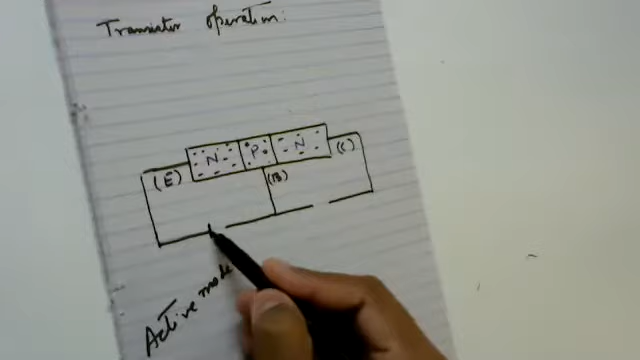 Transistor operation:
N P N
(E) (B) (C)
Active mode